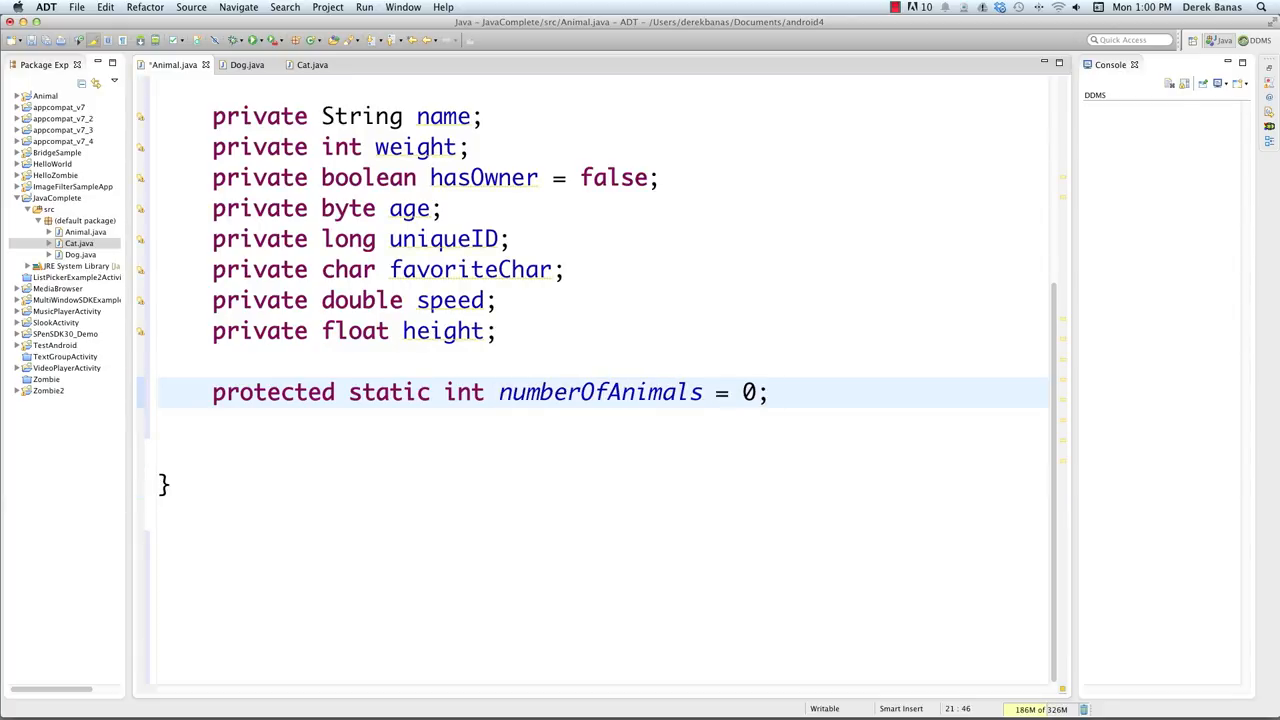 ADT File Edit Refactor Source Navigate Search Project Run Window Help 10 Mon 1:00 PM Derek Banas
Java - JavaComplete/src/Animal.java - ADT - /Users/derekbanas/Documents/android4
Quick Access Java DDMS
Package Exp *Animal.java Dog.java Cat.java Console
DDMS
Animal
appcompat_v7
appcompat_v7_2
appcompat_v7_3
appcompat_v7_4
BridgeSample
HelloWorld
HelloZombie
ImageFilterSampleApp
JavaComplete
src
(default package)
Animal.java
Cat.java
Dog.java
JRE System Library [Ja
ListPickerExample2Activi
MediaBrowser
MultiWindowSDKExample
MusicPlayerActivity
SlookActivity
SPenSDK30_Demo
TestAndroid
TextGroupActivity
VideoPlayerActivity
Zombie
Zombie2
private String name;
private int weight;
private boolean hasOwner = false;
private byte age;
private long uniqueID;
private char favoriteChar;
private double speed;
private float height;
protected static int numberOfAnimals = 0;
}
Writable Smart Insert 21 : 46 186M of 326M